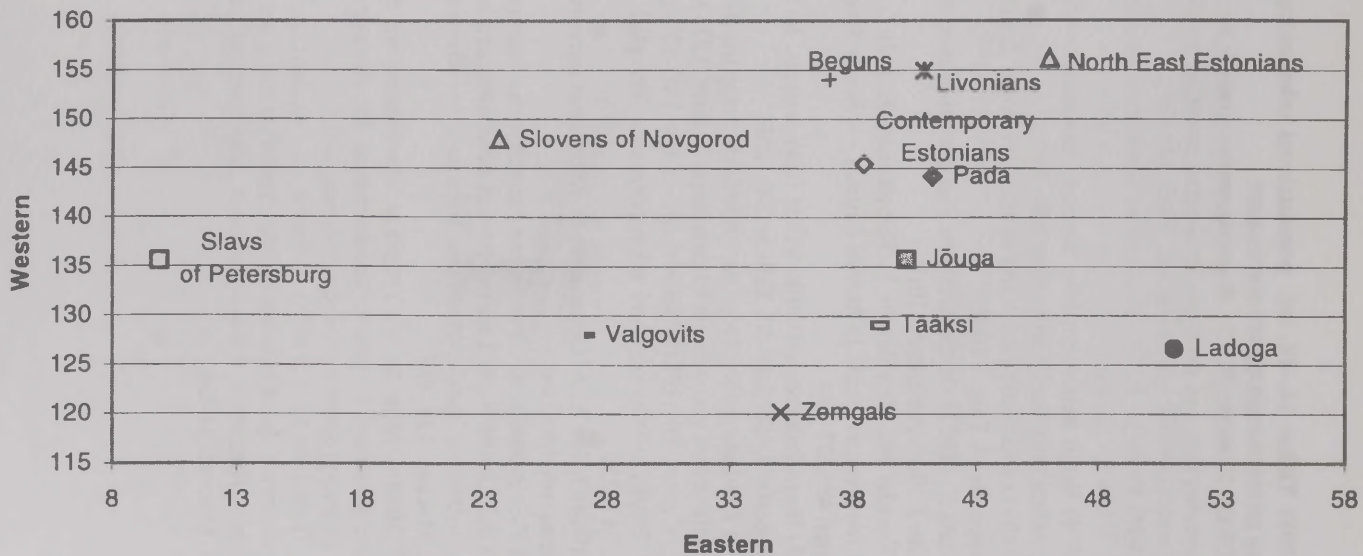 160
155
150
145
140
135
130
125
120
115
Western
Beguns
Livonians
North East Estonians
Slovens of Novgorod
Contemporary
Estonians
Pada
Slavs
of Petersburg
Jõuga
Valgovits
Tääksi
Ladoga
Zemgals
8 13 18 23 28 33 38 43 48 53 58
Eastern